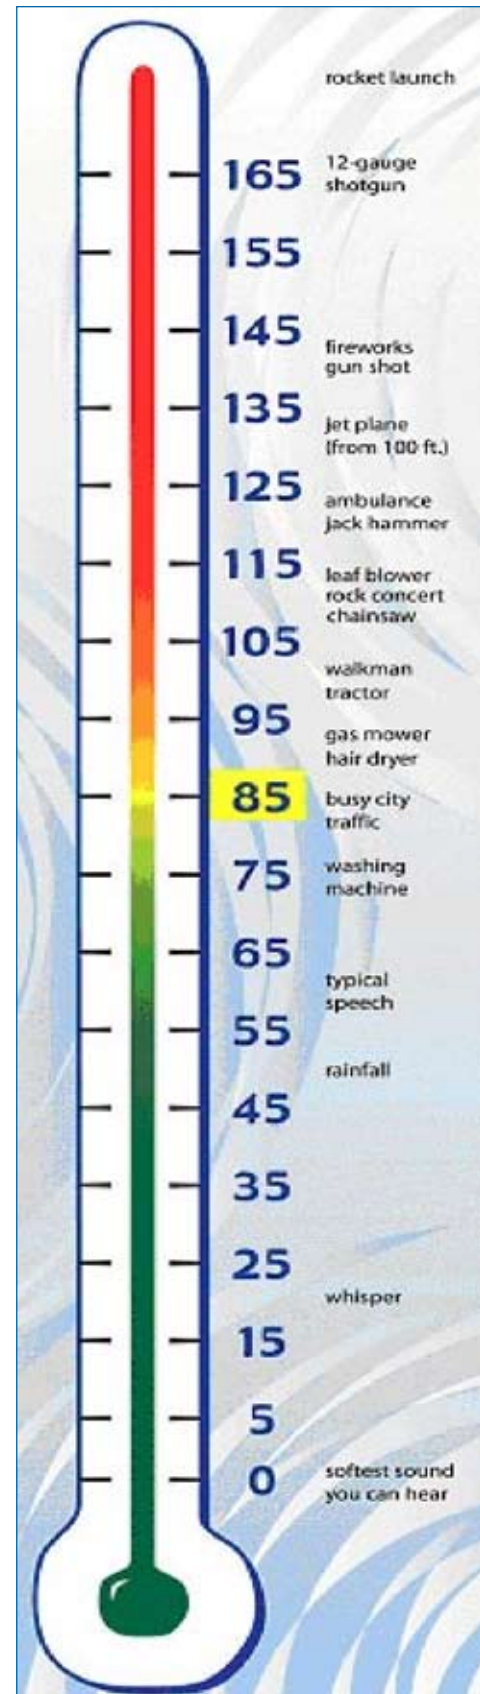 rocket launch
165
12-gauge
shotgun
155
145
fireworks
gun shot
135
jet plane
(from 100 ft.)
125
ambulance
jack hammer
115
leaf blower
rock concert
chainsaw
105
walkman
tractor
95
gas mower
hair dryer
85
busy city
traffic
75
washing
machine
65
typical
speech
55
rainfall
45
35
25
whisper
15
5
0
softest sound
you can hear